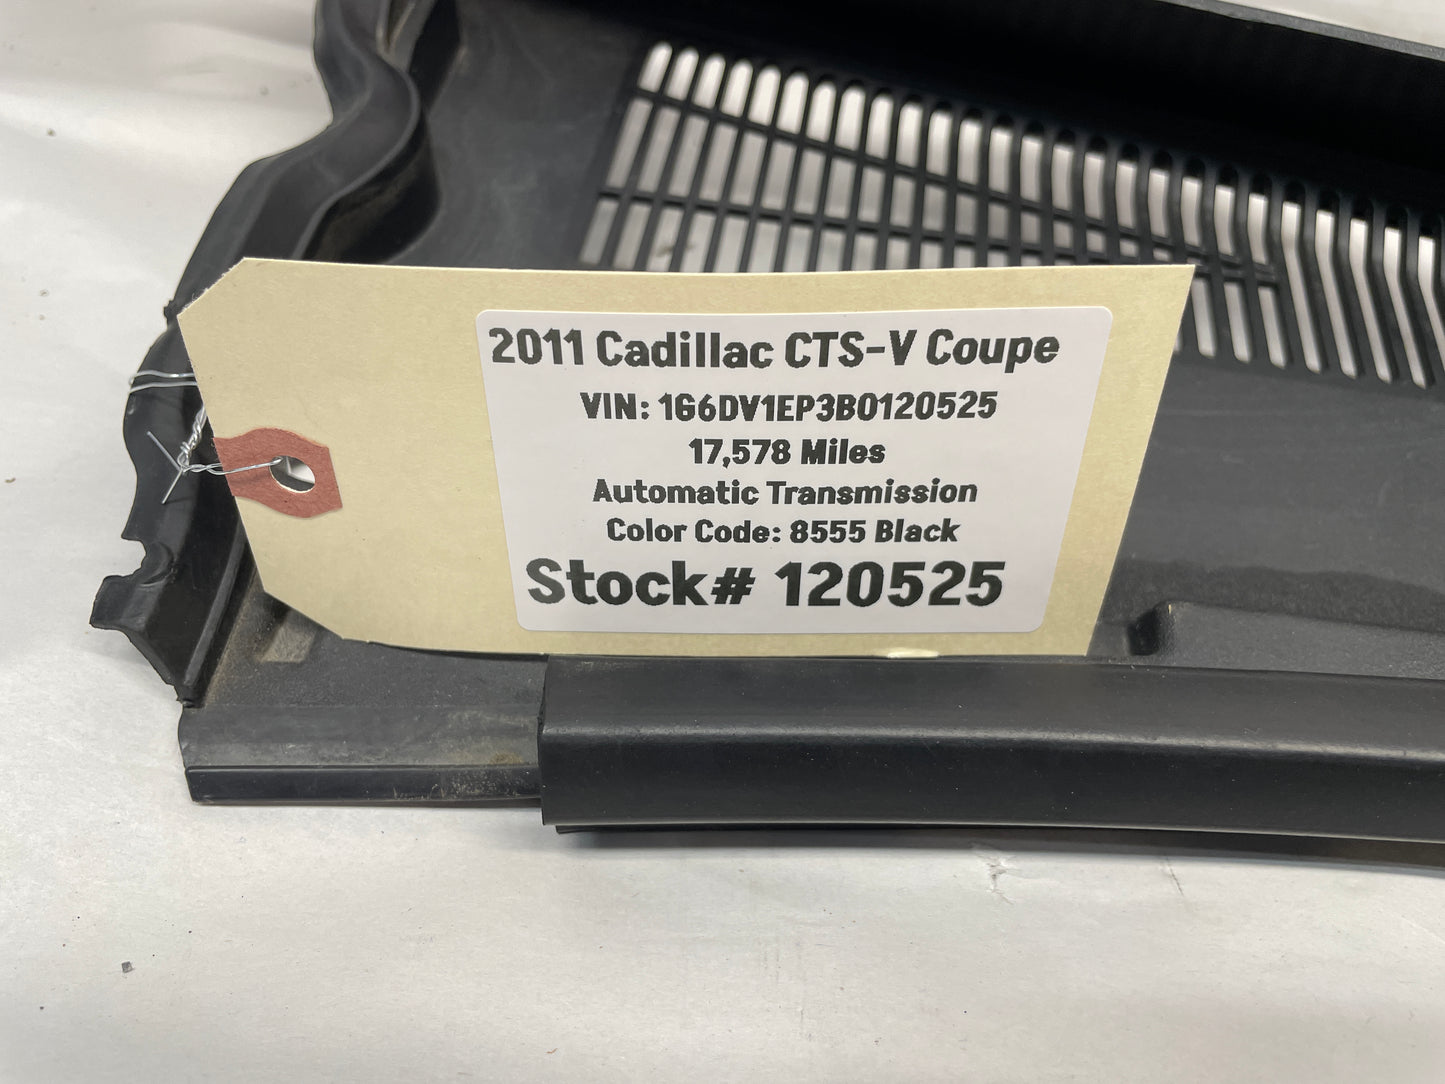 2011 Cadillac CTS-V Coupe
VIN: 1G6DV1EP3B0120525
17,578 Miles
Automatic Transmission
Color Code: 8555 Black
Stock# 120525